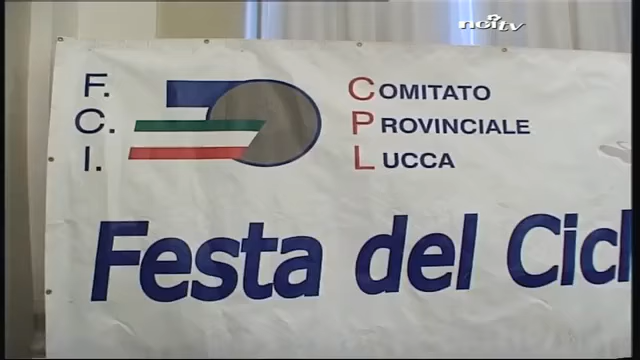 noitv
F.
C.
I.
COMITATO
PROVINCIALE
LUCCA
Festa del Cicl